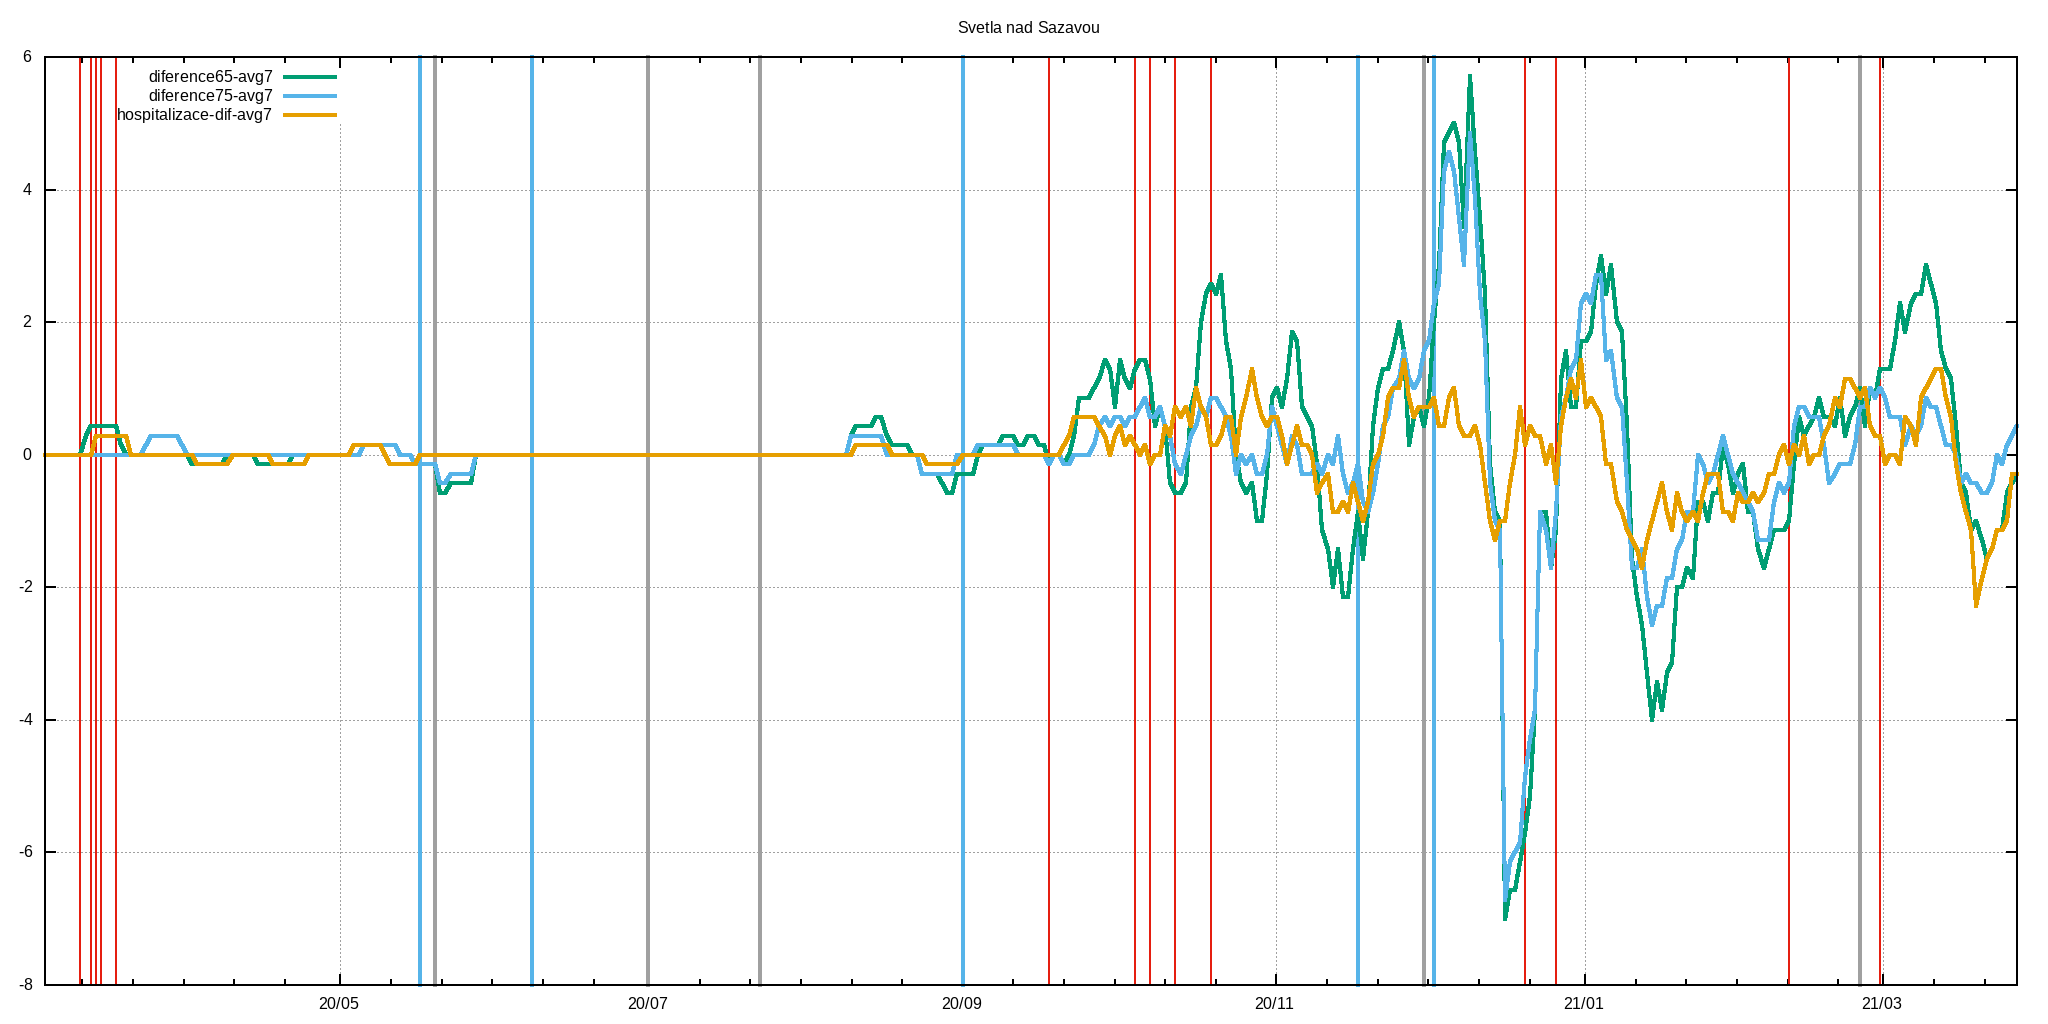 Svetla nad Sazavou
diference65-avg7
diference75-avg7
hospitalizace-dif-avg7
6
4
2
0
-2
-4
-6
-8
20/05 20/07 20/09 20/11 21/01 21/03